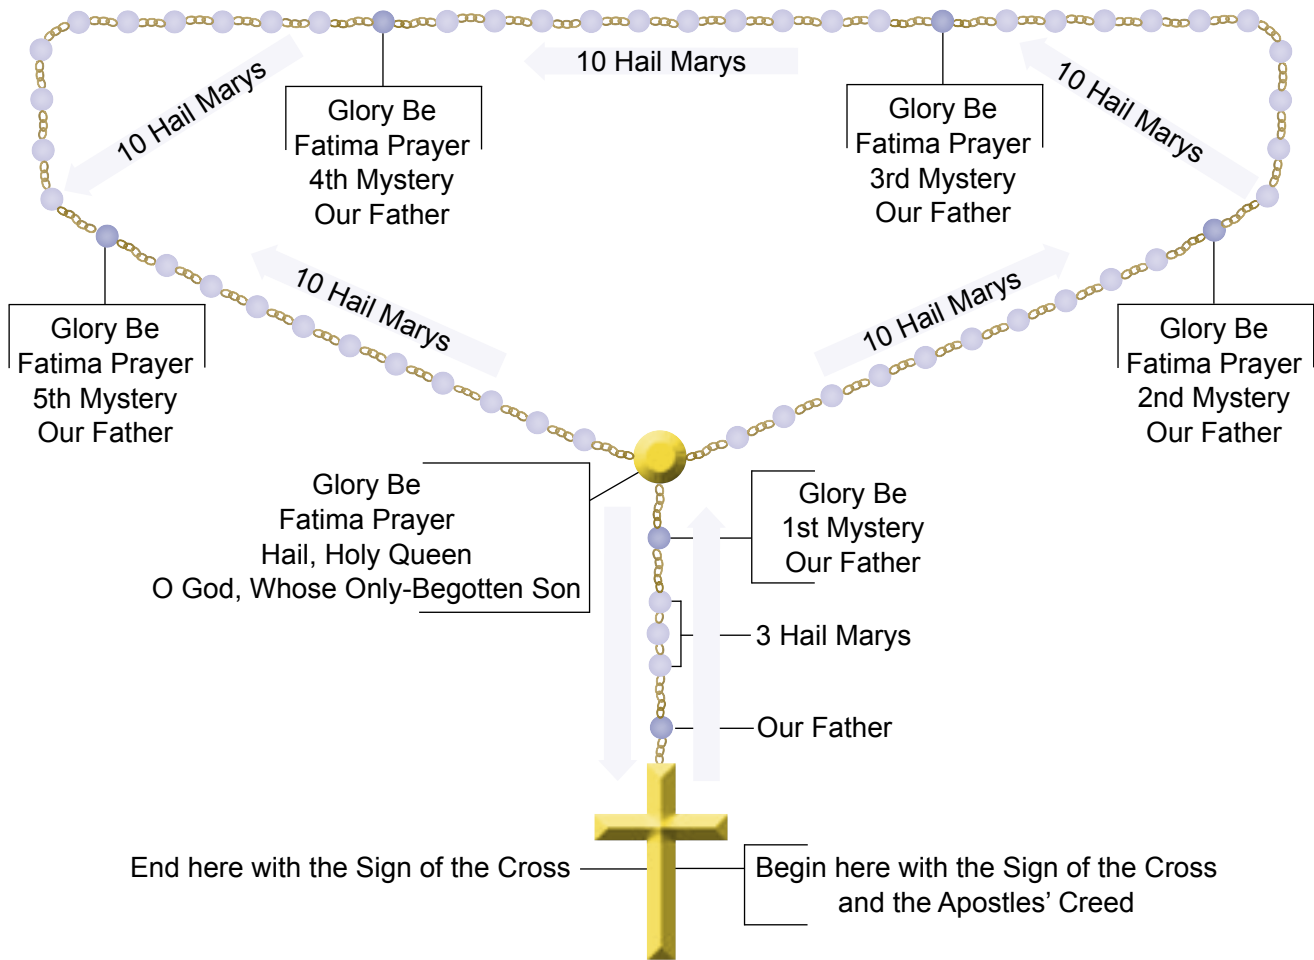 10 Hail Marys
10 Hail Marys
10 Hail Marys
Glory Be
Fatima Prayer
4th Mystery
Our Father
Glory Be
Fatima Prayer
3rd Mystery
Our Father
10 Hail Marys
10 Hail Marys
Glory Be
Fatima Prayer
5th Mystery
Our Father
Glory Be
Fatima Prayer
2nd Mystery
Our Father
Glory Be
Fatima Prayer
Hail, Holy Queen
O God, Whose Only-Begotten Son
Glory Be
1st Mystery
Our Father
3 Hail Marys
Our Father
End here with the Sign of the Cross
Begin here with the Sign of the Cross
and the Apostles’ Creed